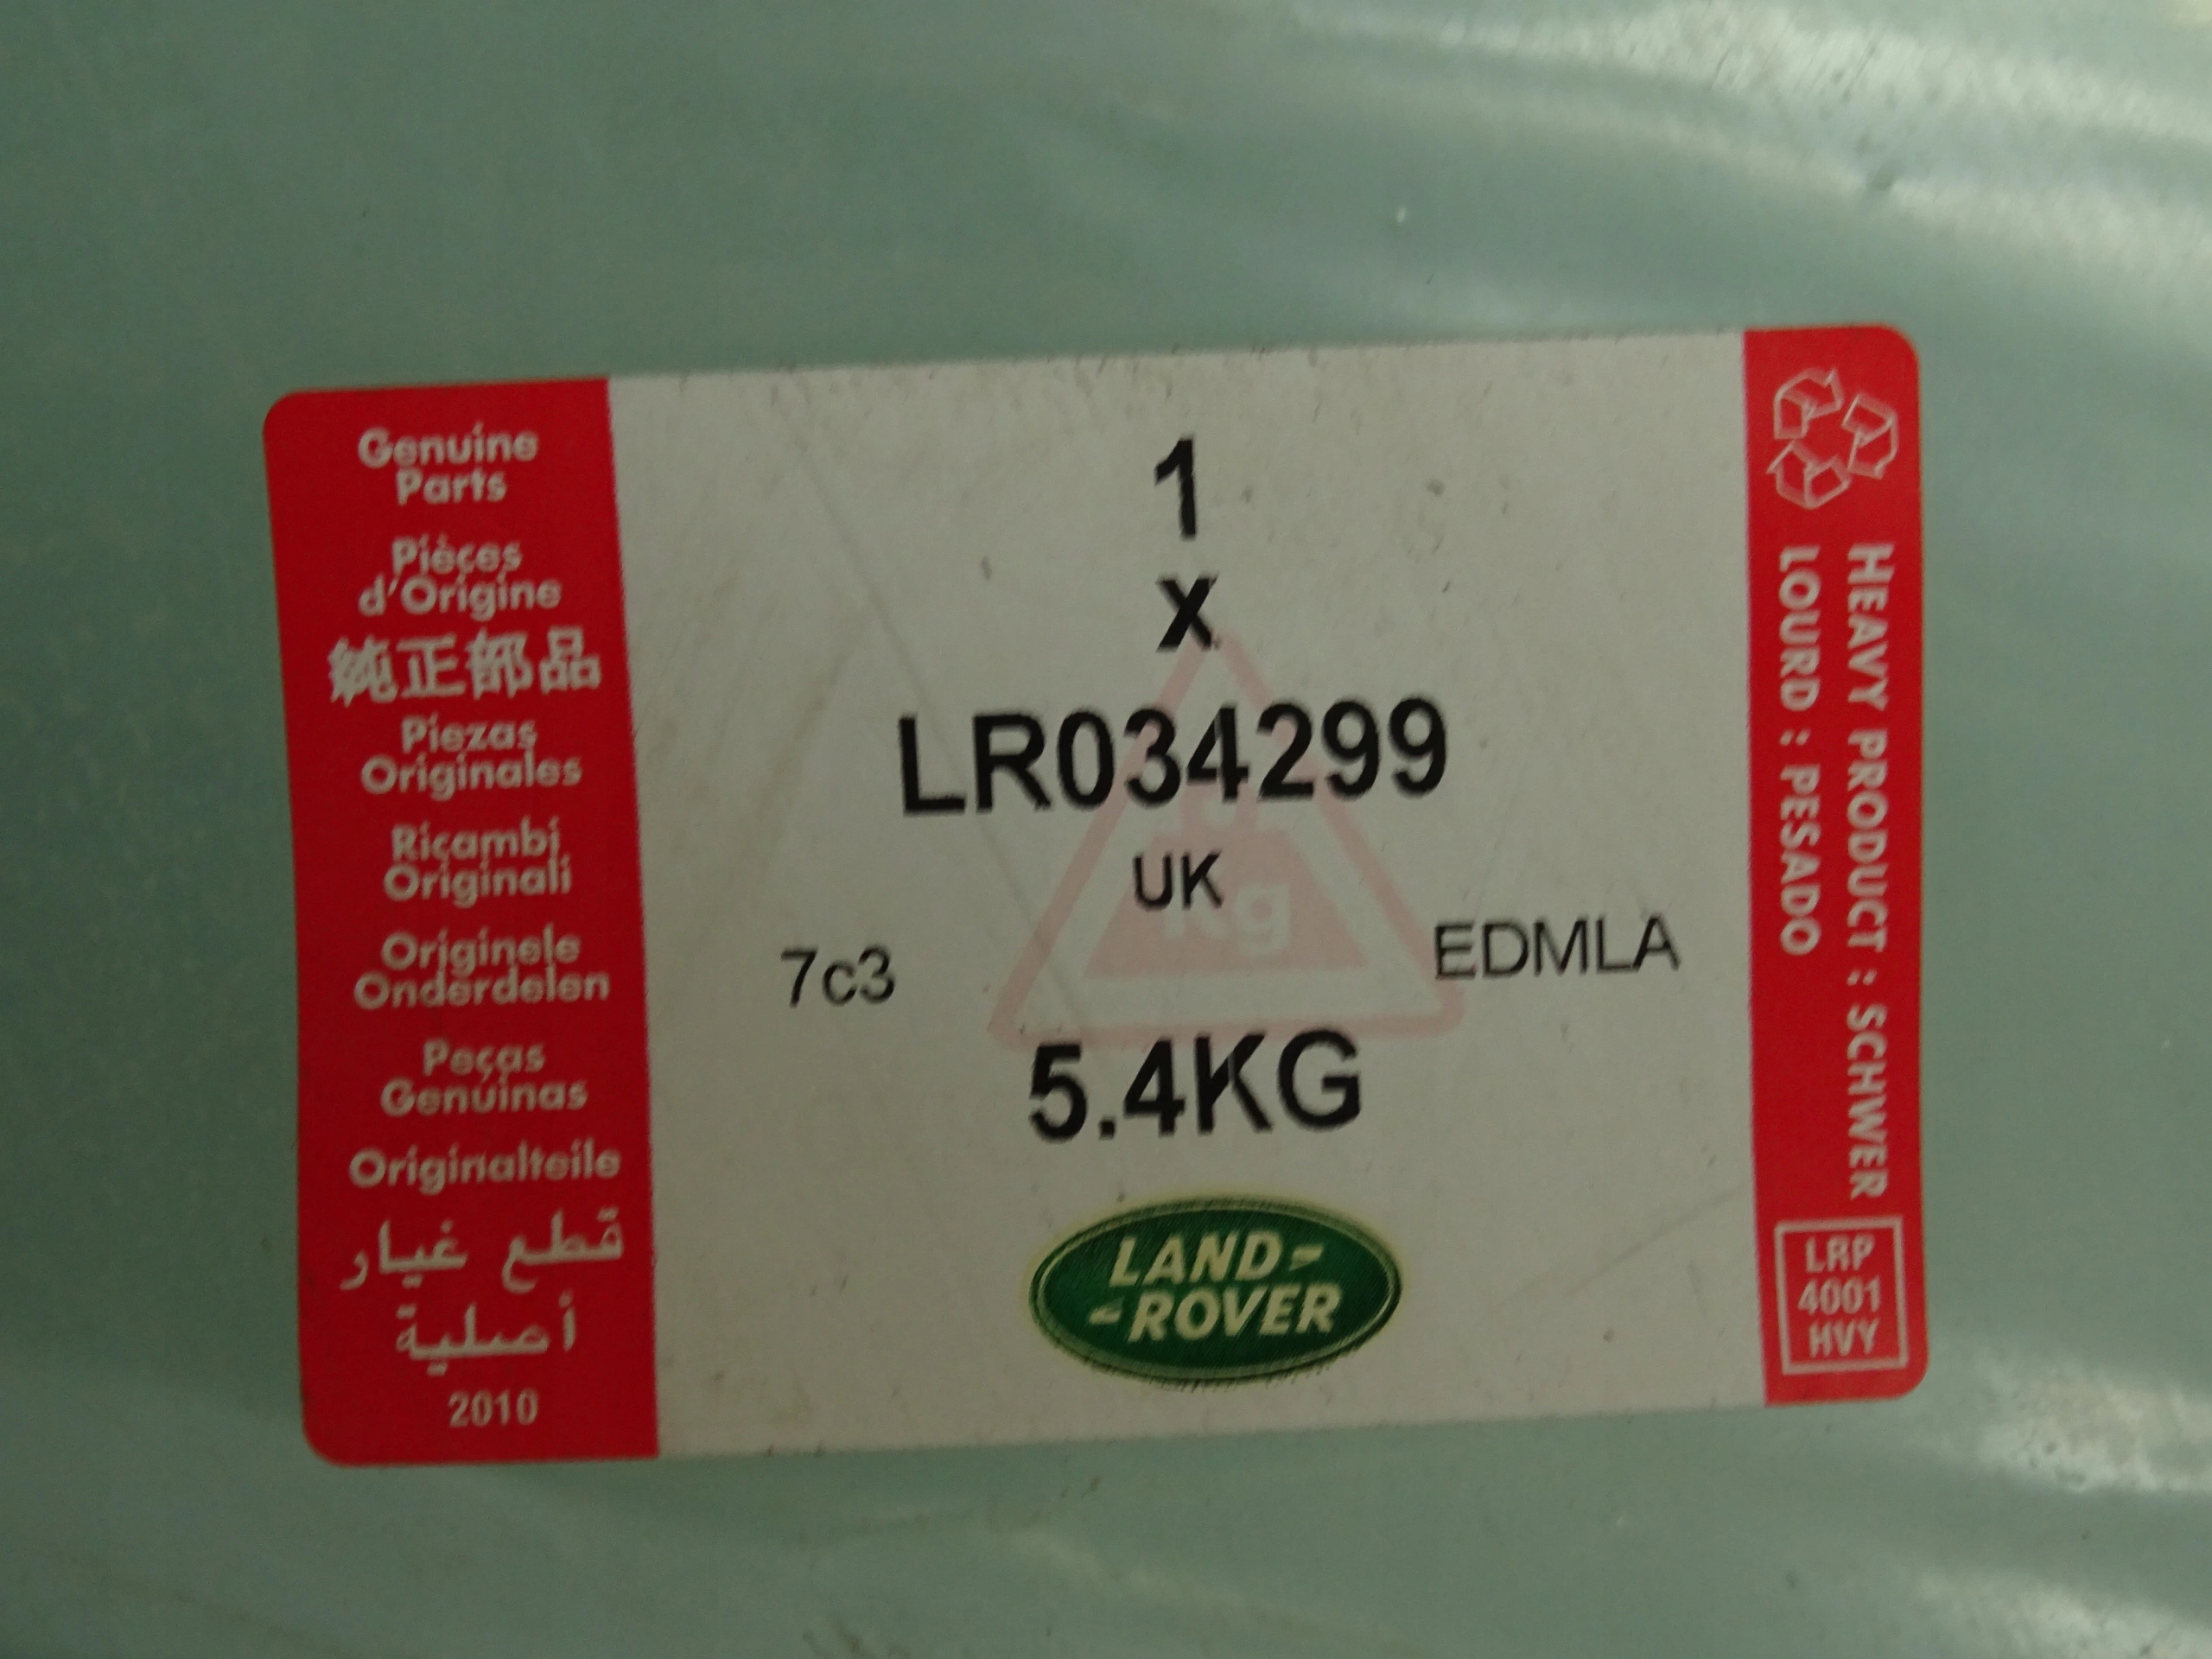 Genuine
Parts
Pièces
d'Origine
純正部品
Piezas
Originales
Ricambi
Originali
Originele
Onderdelen
Peças
Genuínas
Originalteile
قطع غيار
أصلية
2010
1
x
LR034299
UK
Kg
7c3
EDMLA
5.4KG
LAND-
-ROVER
HEAVY PRODUCT : SCHWER
LOURD : PESADO
LRP
4001
HVY